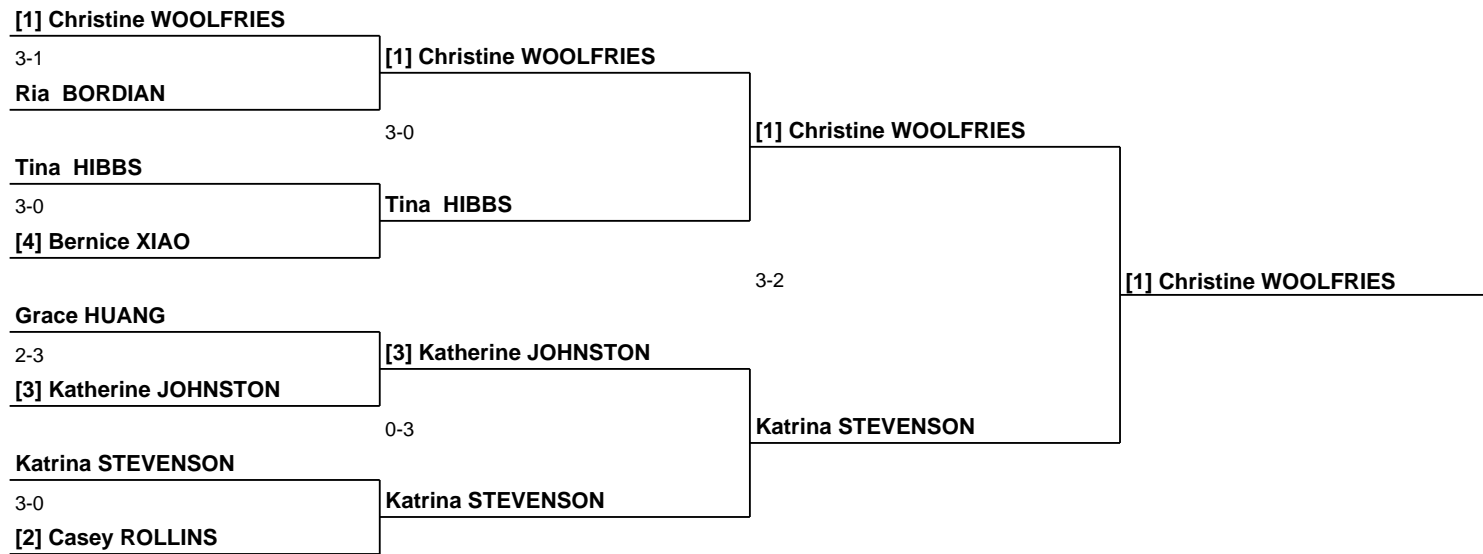 [1] Christine WOOLFRIES
3-1
Ria BORDIAN
[1] Christine WOOLFRIES
3-0
Tina HIBBS
3-0
[4] Bernice XIAO
Tina HIBBS
[1] Christine WOOLFRIES
3-2
[1] Christine WOOLFRIES
Grace HUANG
2-3
[3] Katherine JOHNSTON
[3] Katherine JOHNSTON
0-3
Katrina STEVENSON
Katrina STEVENSON
3-0
[2] Casey ROLLINS
Katrina STEVENSON